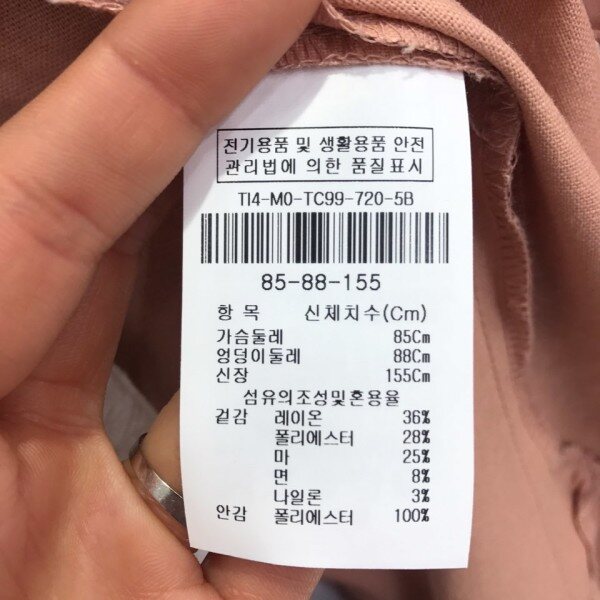 전기용품 및 생활용품 안전
관리법에 의한 품질표시
TI4-M0-TC99-720-5B
85-88-155
항 목 신체치수(Cm)
가슴둘레 85Cm
엉덩이둘레 88Cm
신장 155Cm
섬유의조성및혼용율
겉감 레이온 36%
폴리에스터 28%
마 25%
면 8%
나일론 3%
안감 폴리에스터 100%